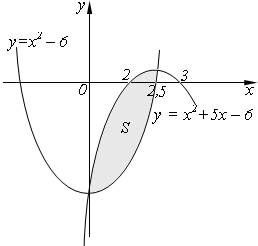 y
y=x² – 6
2
3
0
2,5
x
S
y = x²+5x – 6